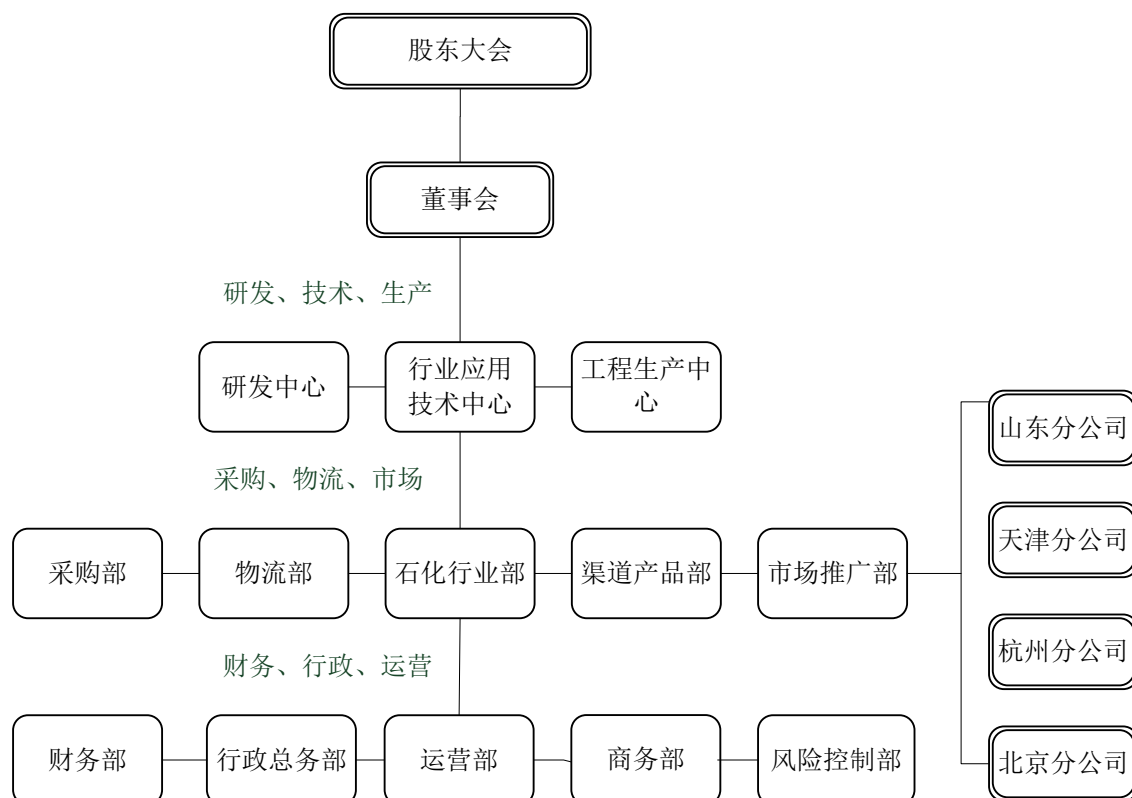 股东大会
董事会
研发、技术、生产
研发中心
行业应用
技术中心
工程生产中
心
采购、物流、市场
采购部
物流部
石化行业部
渠道产品部
市场推广部
山东分公司
天津分公司
杭州分公司
北京分公司
财务、行政、运营
财务部
行政总务部
运营部
商务部
风险控制部